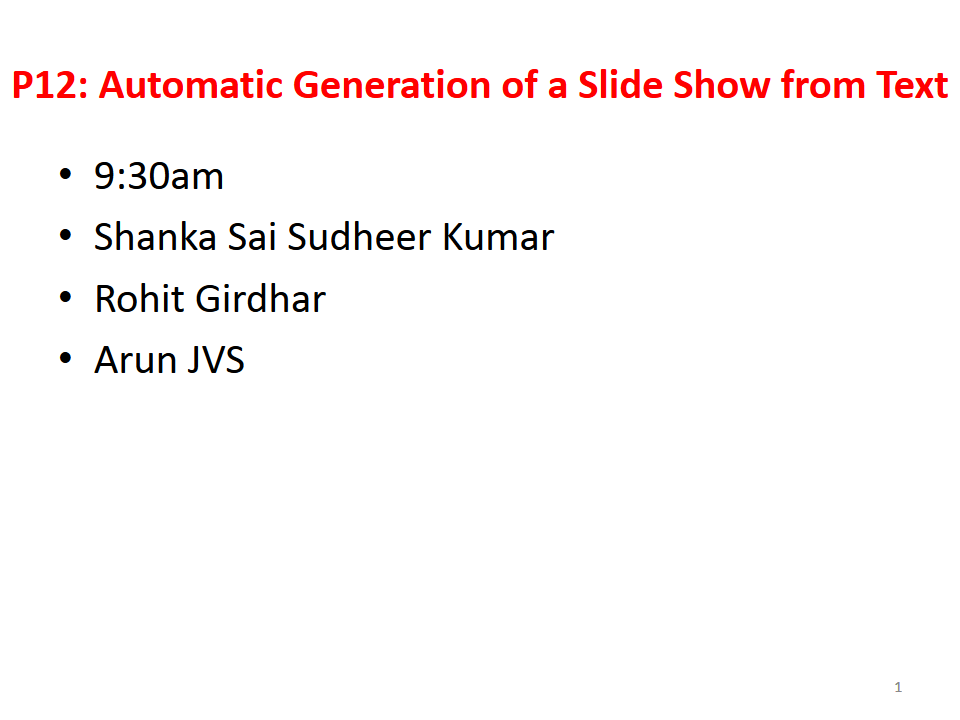 P12: Automatic Generation of a Slide Show from Text
• 9:30am
• Shanka Sai Sudheer Kumar
• Rohit Girdhar
• Arun JVS
1